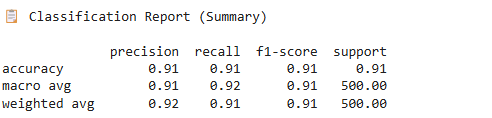 📋 Classification Report (Summary)
precision recall f1-score support
accuracy 0.91 0.91 0.91 0.91
macro avg 0.91 0.92 0.91 500.00
weighted avg 0.92 0.91 0.91 500.00